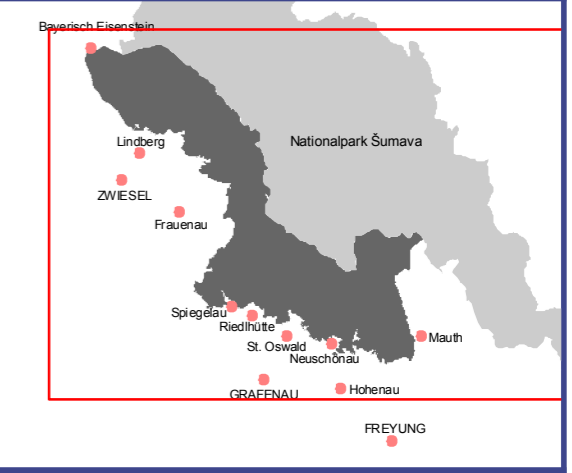 Bayerisch Eisenstein
Lindberg
Nationalpark Šumava
ZWIESEL
Frauenau
Spiegelau
Riedlhütte
St. Oswald
Mauth
Neuschönau
GRAFENAU
Hohenau
FREYUNG